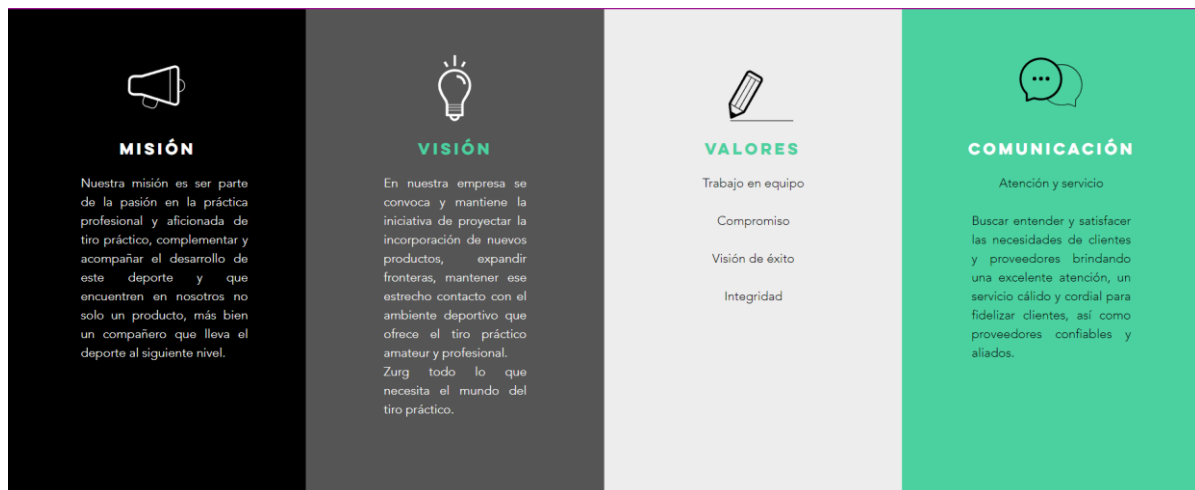 MISIÓN
Nuestra misión es ser parte
de la pasión en la práctica
profesional y aficionada de
tiro práctico, complementar y
acompañar el desarrollo de
este deporte y que
encuentren en nosotros no
solo un producto, más bien
un compañero que lleva el
deporte al siguiente nivel.
VISIÓN
En nuestra empresa se
convoca y mantiene la
iniciativa de proyectar la
incorporación de nuevos
productos, expandir
fronteras, mantener ese
estrecho contacto con el
ambiente deportivo que
ofrece el tiro práctico
amateur y profesional.
Zurg todo lo que
necesita el mundo del
tiro práctico.
VALORES
Trabajo en equipo
Compromiso
Visión de éxito
Integridad
COMUNICACIÓN
Atención y servicio
Buscar entender y satisfacer
las necesidades de clientes
y proveedores brindando
una excelente atención, un
servicio cálido y cordial para
fidelizar clientes, así como
proveedores confiables y
aliados.